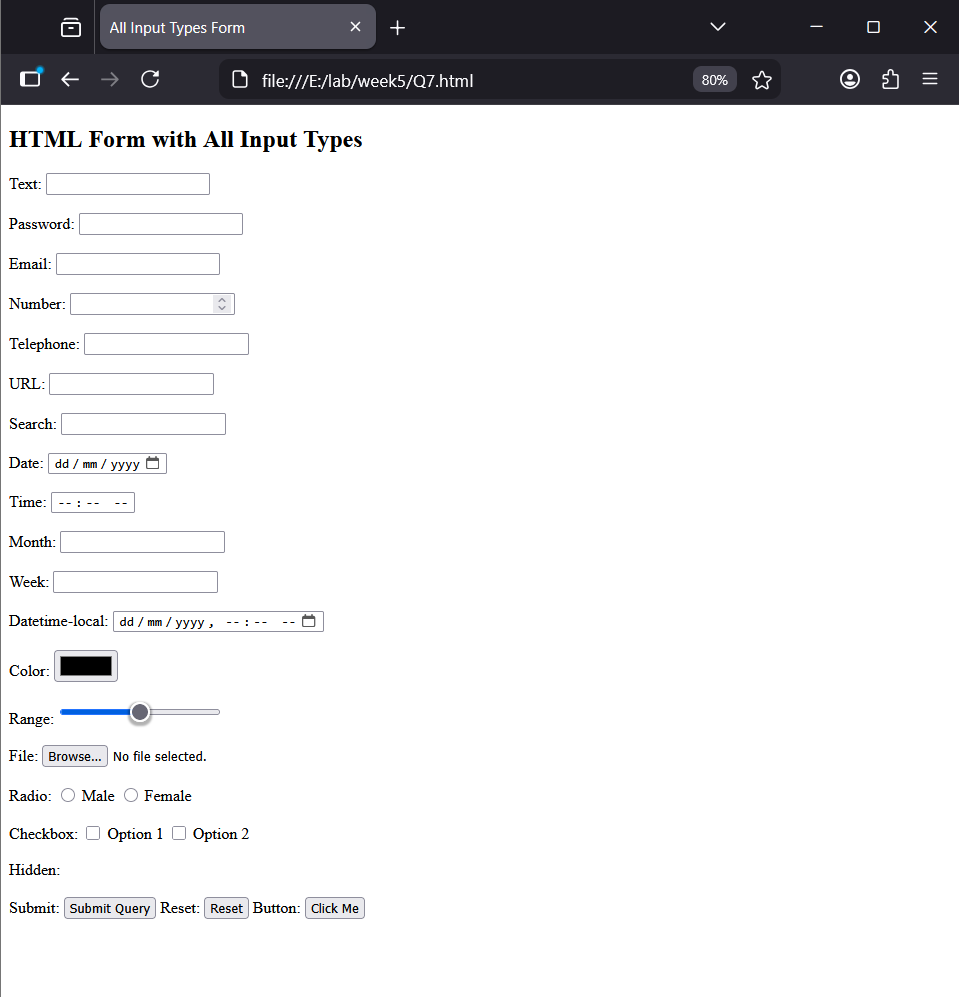 All Input Types Form
file:///E:/lab/week5/Q7.html 80%
HTML Form with All Input Types
Text:
Password:
Email:
Number:
Telephone:
URL:
Search:
Date: dd / mm / yyyy
Time: -- : -- --
Month:
Week:
Datetime-local: dd / mm / yyyy , -- : -- --
Color:
Range:
File: Browse... No file selected.
Radio: Male Female
Checkbox: Option 1 Option 2
Hidden:
Submit: Submit Query Reset: Reset Button: Click Me